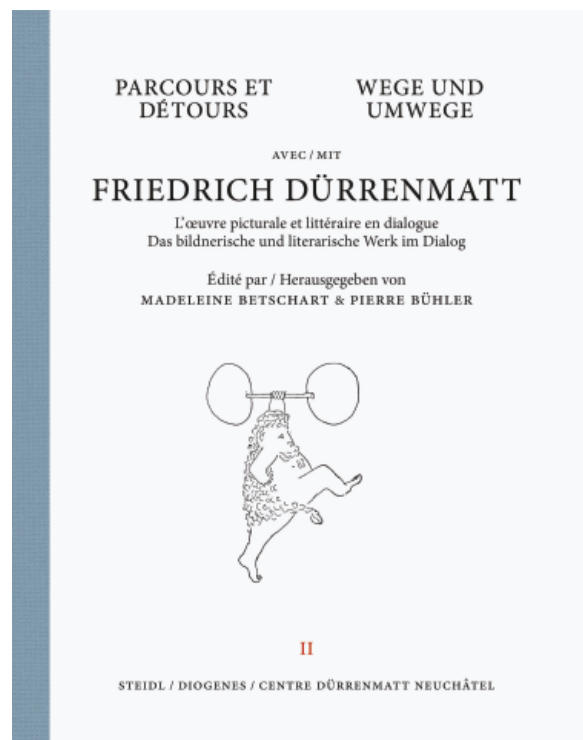 PARCOURS ET
DÉTOURS
WEGE UND
UMWEGE
AVEC / MIT
FRIEDRICH DÜRRENMATT
L'œuvre picturale et littéraire en dialogue
Das bildnerische und literarische Werk im Dialog
Édité par / Herausgegeben von
MADELEINE BETSCHART & PIERRE BÜHLER
II
STEIDL / DIOGENES / CENTRE DÜRRENMATT NEUCHÂTEL